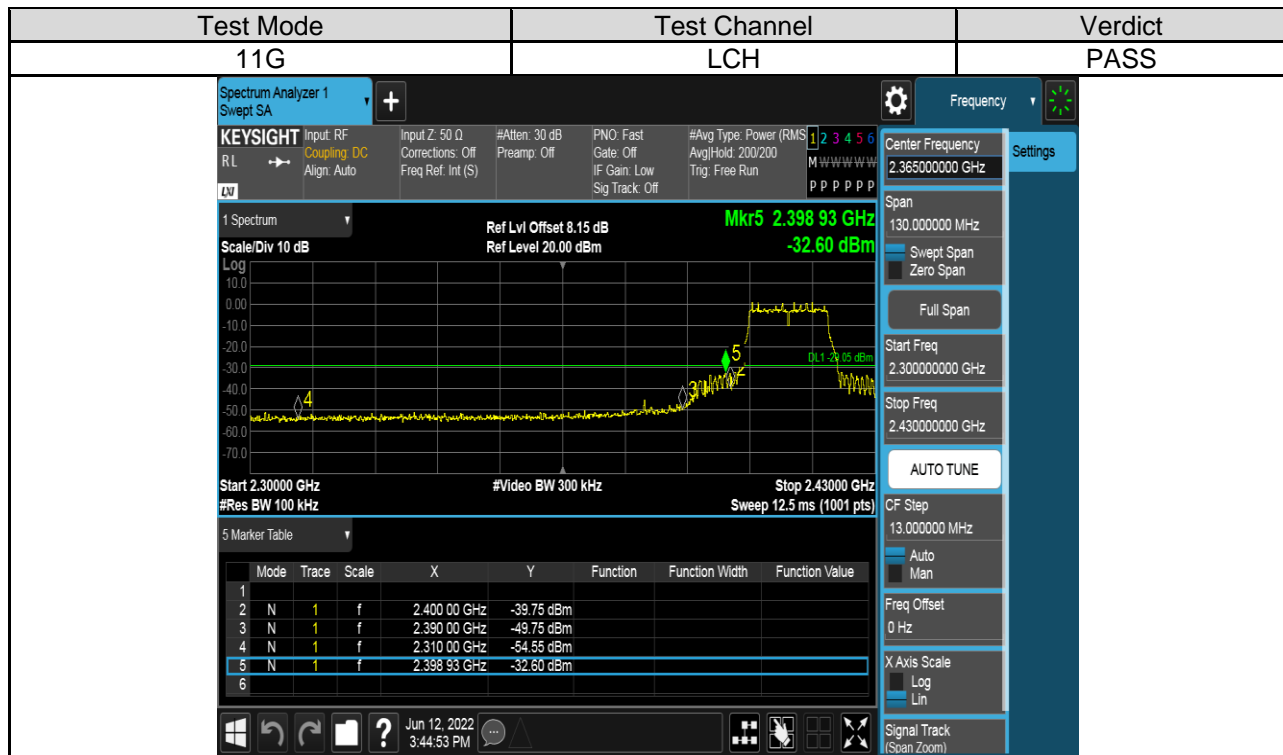 Test Mode Test Channel Verdict
11G LCH PASS
Spectrum Analyzer 1
Swept SA
+
Frequency
KEYSIGHT Input: RF Input Z: 50 Ω #Atten: 30 dB PNO: Fast #Avg Type: Power (RMS 1 2 3 4 5 6
RL Coupling: DC Corrections: Off Preamp: Off Gate: Off Avg|Hold: 200/200 M W W W W W
Align: Auto Freq Ref: Int (S) IF Gain: Low Trig: Free Run
LXI Sig Track: Off P P P P P P
Center Frequency
2.365000000 GHz
Settings
Span
130.000000 MHz
Swept Span
Zero Span
Full Span
Start Freq
2.300000000 GHz
Stop Freq
2.430000000 GHz
AUTO TUNE
CF Step
13.000000 MHz
Auto
Man
Freq Offset
0 Hz
X Axis Scale
Log
Lin
Signal Track
(Span Zoom)
1 Spectrum Ref Lvl Offset 8.15 dB Mkr5 2.398 93 GHz
Scale/Div 10 dB Ref Level 20.00 dBm -32.60 dBm
Log
10.0
0.00
-10.0
-20.0
-30.0
-40.0
-50.0
-60.0
-70.0
DL1 -29.05 dBm
5
2
3
4
Start 2.30000 GHz #Video BW 300 kHz Stop 2.43000 GHz
#Res BW 100 kHz Sweep 12.5 ms (1001 pts)
5 Marker Table
Mode Trace Scale X Y Function Function Width Function Value
1
2 N 1 f 2.400 00 GHz -39.75 dBm
3 N 1 f 2.390 00 GHz -49.75 dBm
4 N 1 f 2.310 00 GHz -54.55 dBm
5 N 1 f 2.398 93 GHz -32.60 dBm
6
? Jun 12, 2022
3:44:53 PM